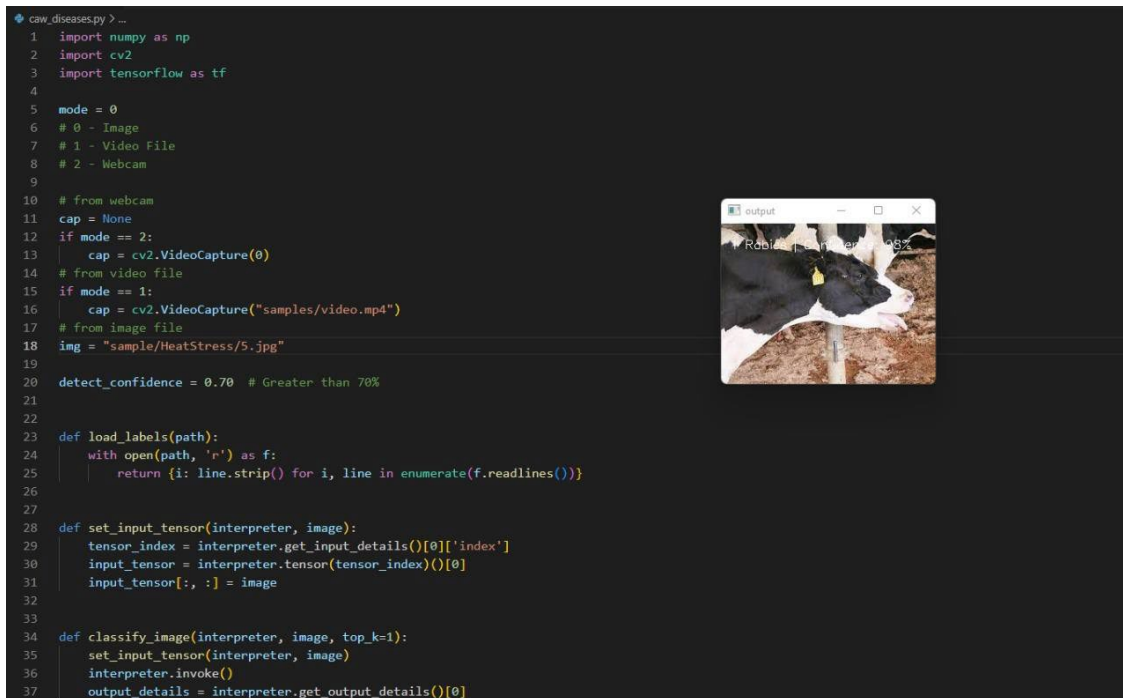 caw_diseases.py > ...
1 import numpy as np
2 import cv2
3 import tensorflow as tf
4
5 mode = 0
6 # 0 - Image
7 # 1 - Video File
8 # 2 - Webcam
9
10 # from webcam
11 cap = None
12 if mode == 2:
13     cap = cv2.VideoCapture(0)
14 # from video file
15 if mode == 1:
16     cap = cv2.VideoCapture("samples/video.mp4")
17 # from image file
18 img = "sample/HeatStress/5.jpg"
19
20 detect_confidence = 0.70  # Greater than 70%
21
22
23 def load_labels(path):
24     with open(path, 'r') as f:
25         return {i: line.strip() for i, line in enumerate(f.readlines())}
26
27
28 def set_input_tensor(interpreter, image):
29     tensor_index = interpreter.get_input_details()[0]['index']
30     input_tensor = interpreter.tensor(tensor_index)()[0]
31     input_tensor[:, :] = image
32
33
34 def classify_image(interpreter, image, top_k=1):
35     set_input_tensor(interpreter, image)
36     interpreter.invoke()
37     output_details = interpreter.get_output_details()[0]
output
Rabies | Confidence 98%